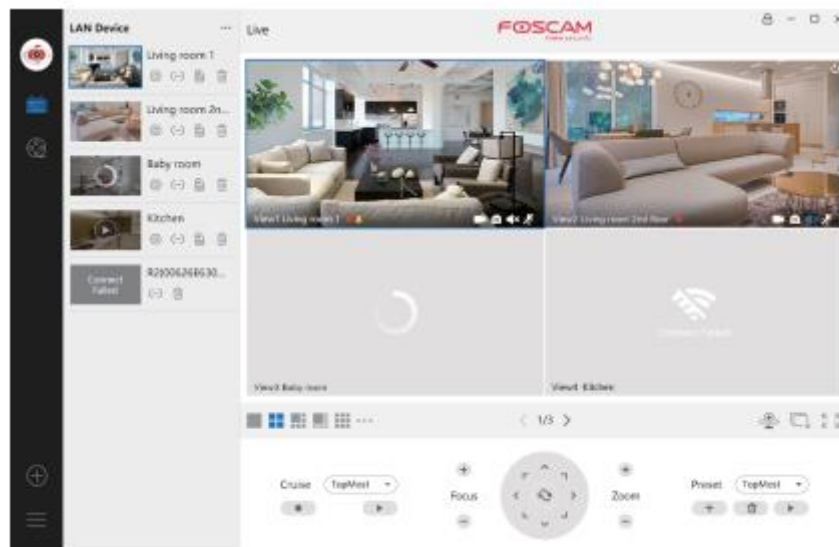 LAN Device ...
Live
FOSCAM
Living room 1
Living room 2n...
Baby room
Kitchen
Connect
Failed
View1 Living room 1
View2 Living room 2nd floor
View3 Baby room
View4 Kitchen
1/3
Cruise
TopMost
Focus
Zoom
Preset
TopMost